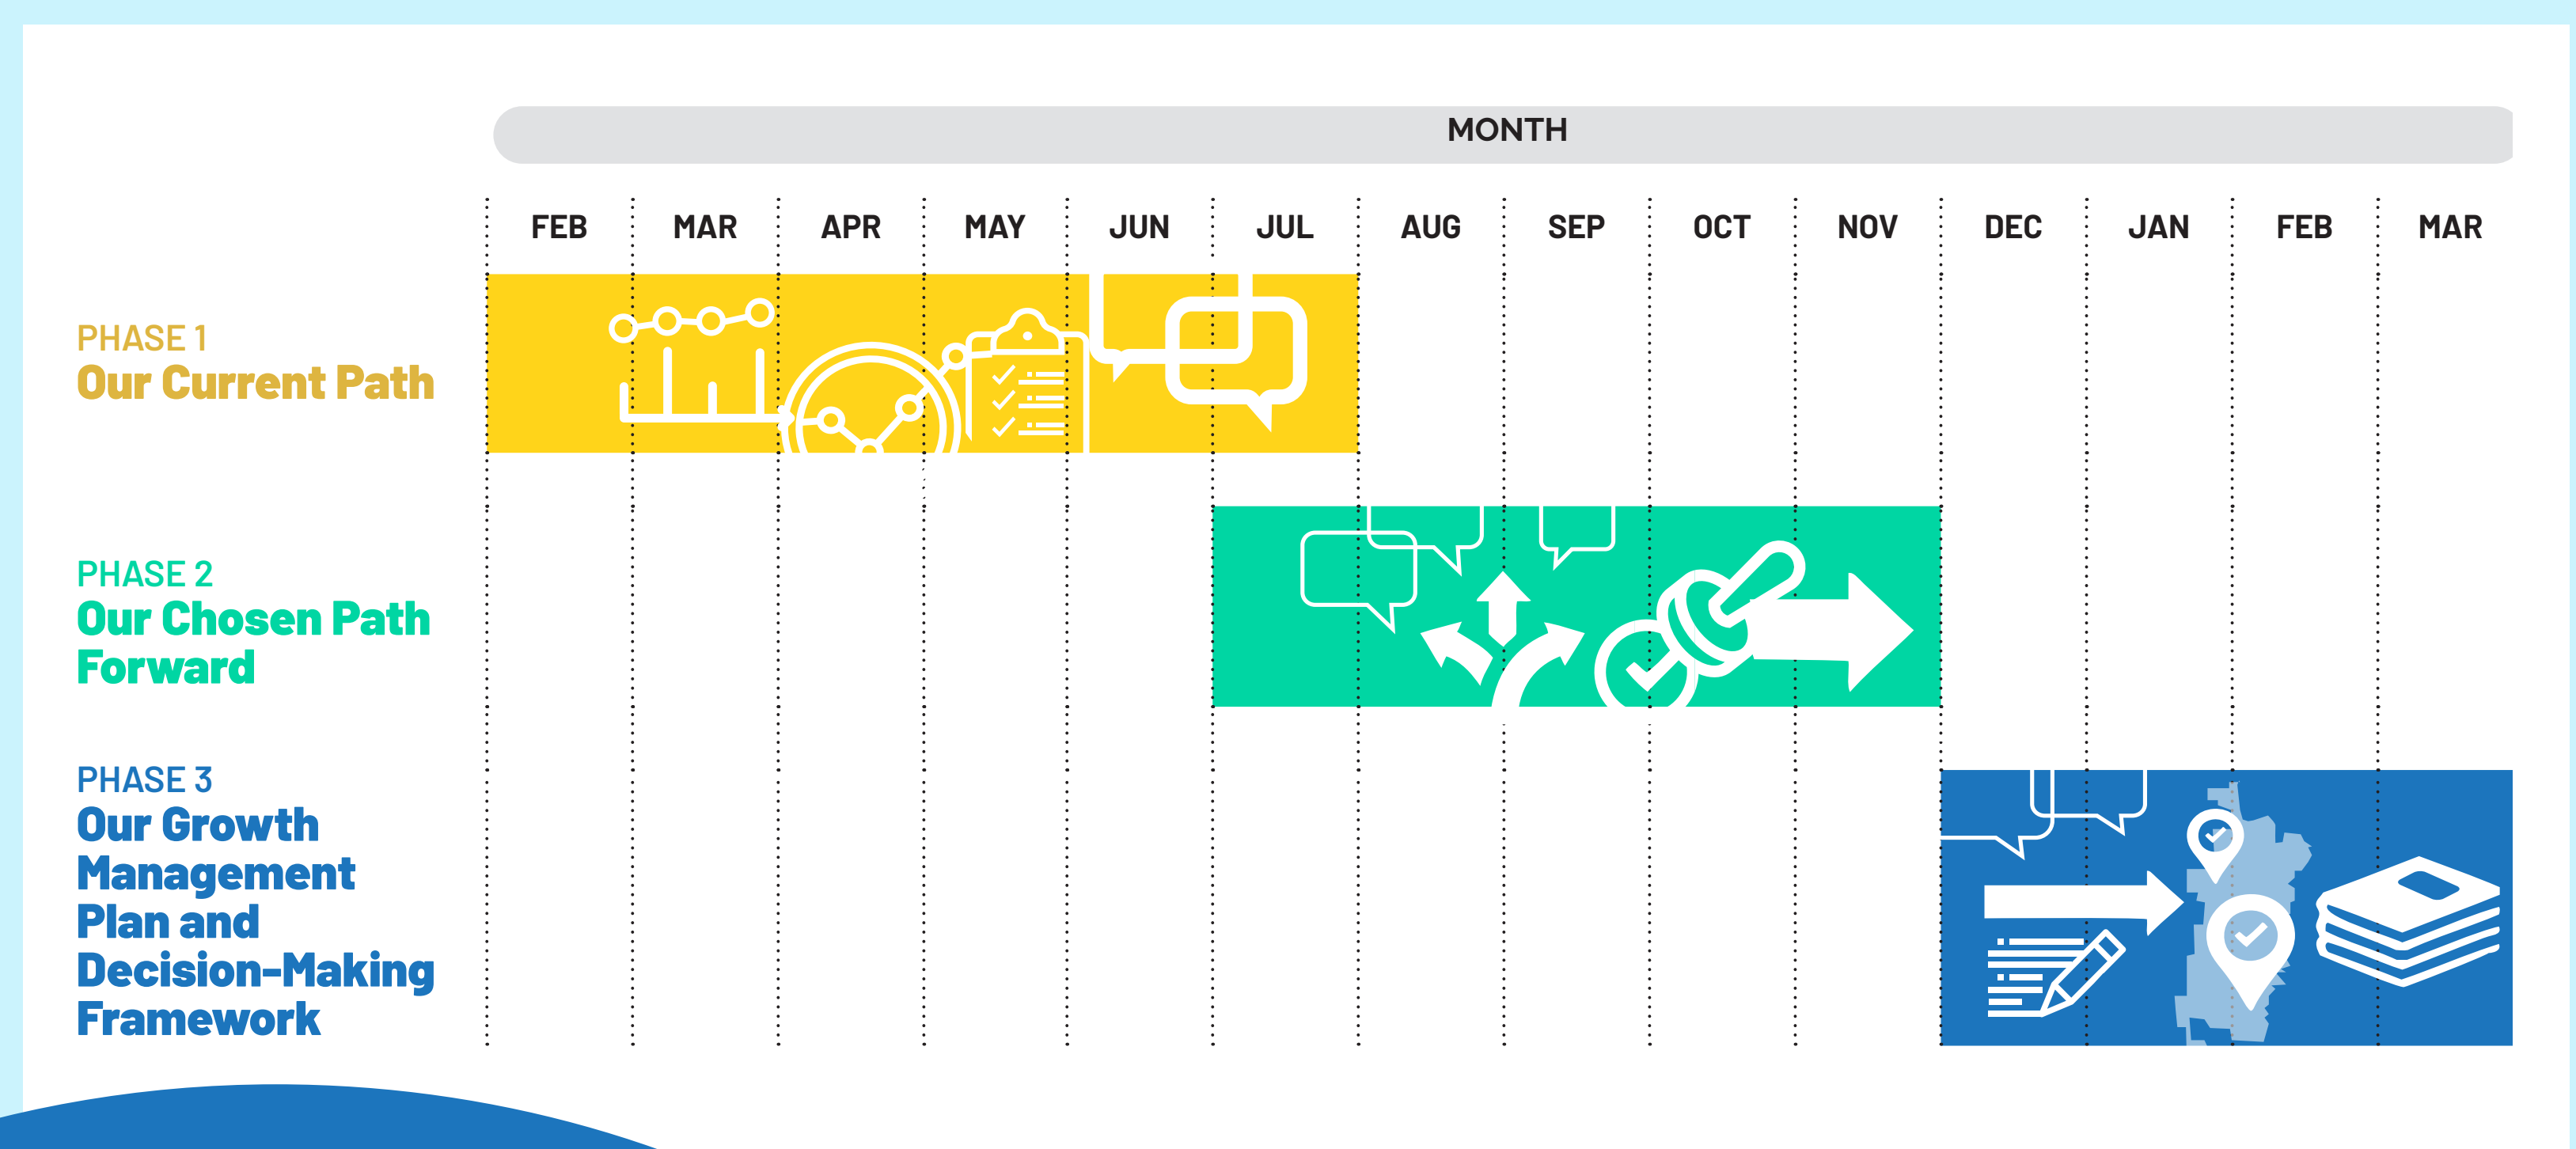 MONTH
FEB MAR APR MAY JUN JUL AUG SEP OCT NOV DEC JAN FEB MAR
PHASE 1
Our Current Path
PHASE 2
Our Chosen Path
Forward
PHASE 3
Our Growth
Management
Plan and
Decision-Making
Framework